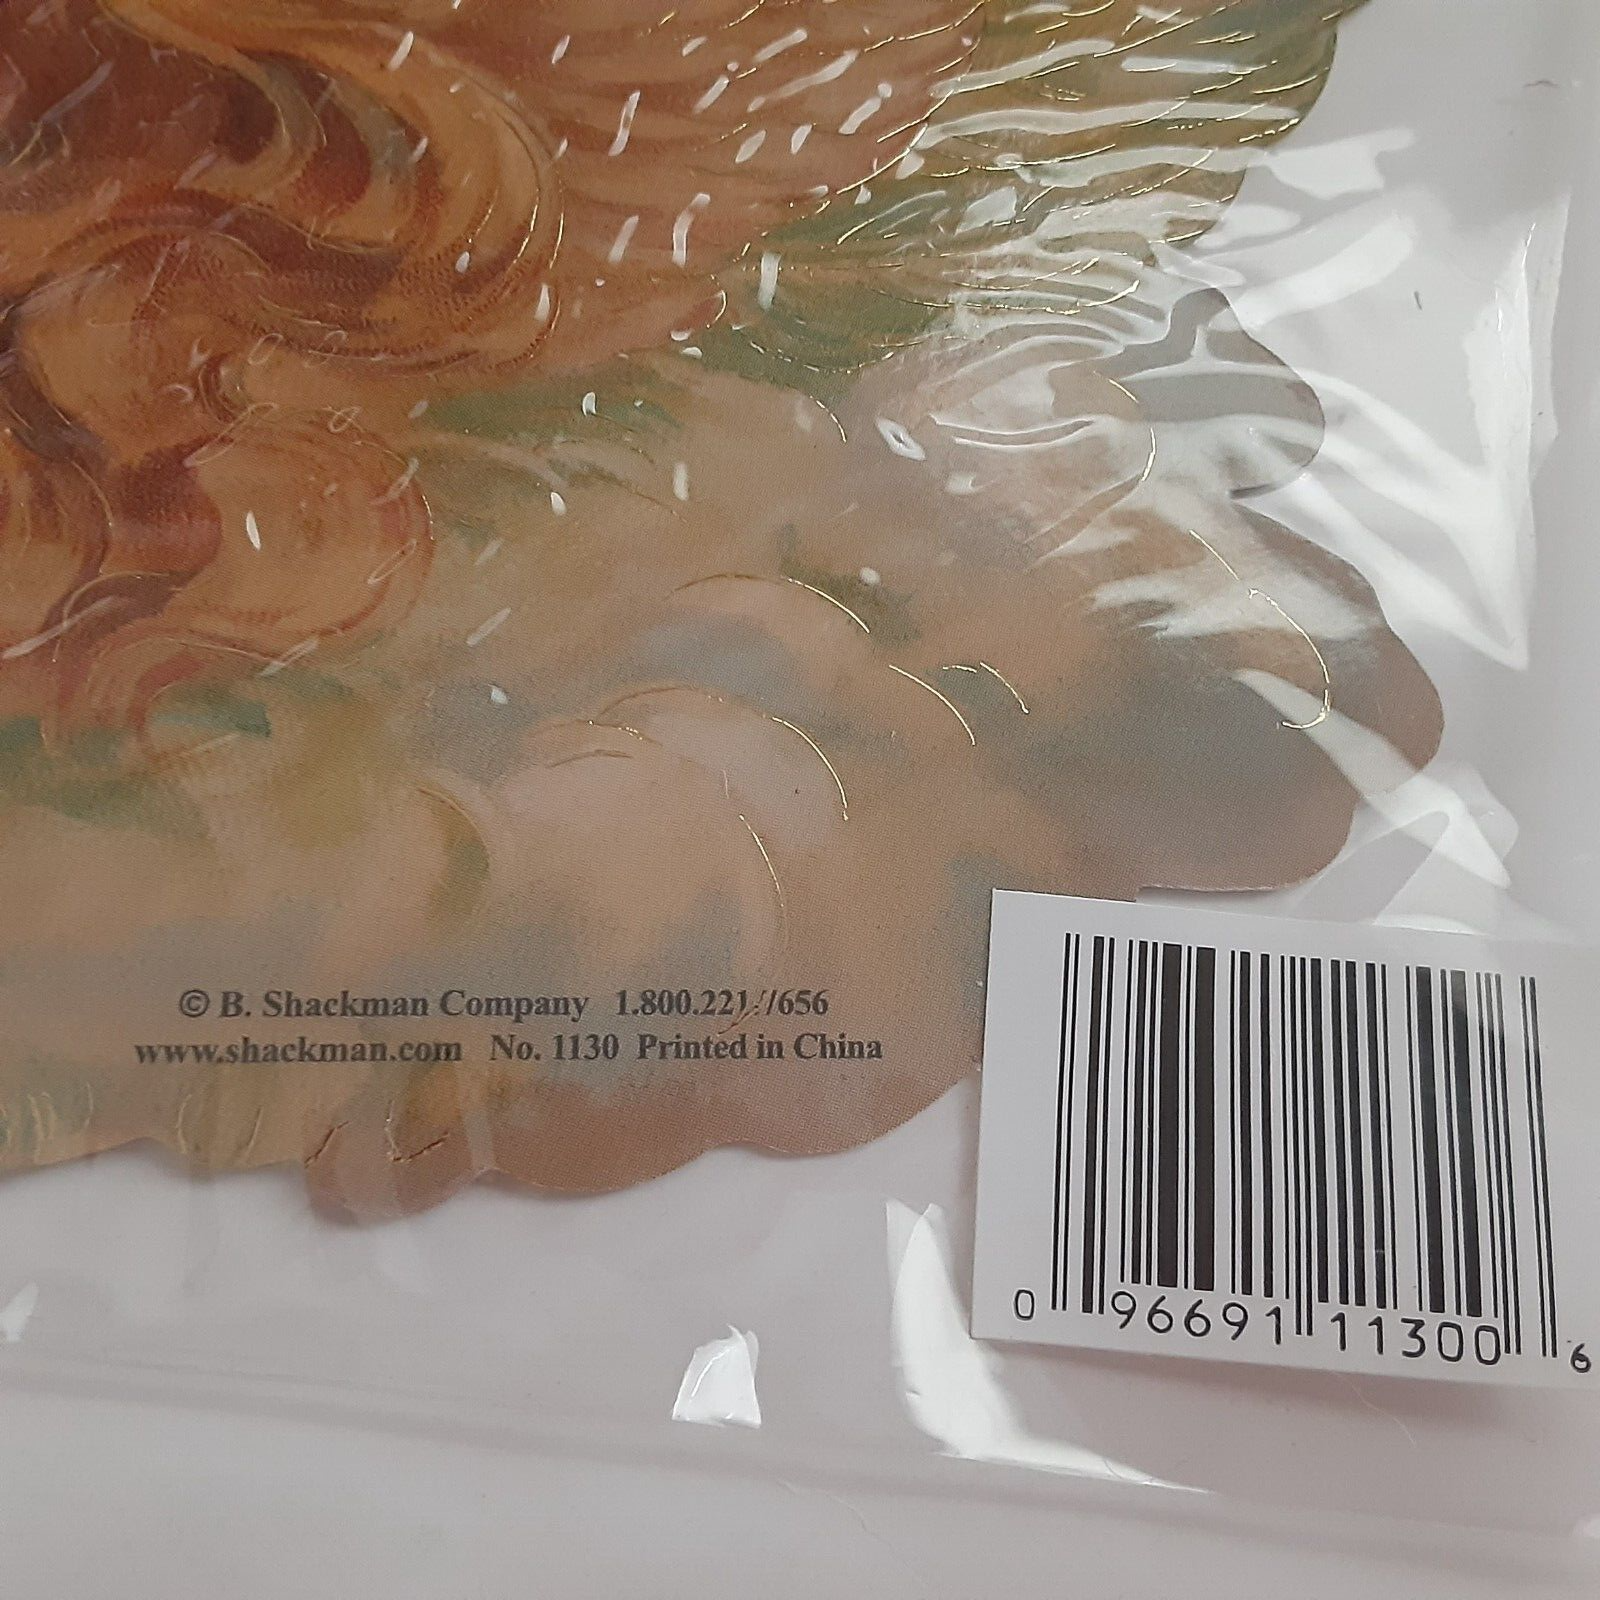 © B. Shackman Company
www.shackman.com No. 1130 Printed in China
0 96691 11300 6